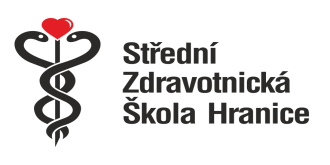 Střední
Zdravotnická
Škola Hranice